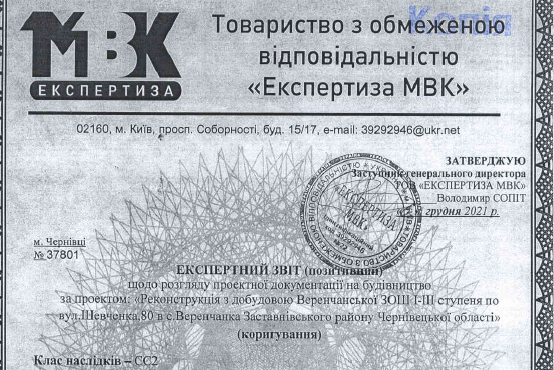 Копія
МВК
ЕКСПЕРТИЗА
Товариство з обмеженою
відповідальністю
«Експертиза МВК»
02160, м. Київ, просп. Соборності, буд. 15/17, e-mail: 39292946@ukr.net
ЗАТВЕРДЖУЮ
Заступник генерального директора
ТОВ «ЕКСПЕРТИЗА МВК»
Володимир СОПІТ
грудня 2021 р.
«ЕКСПЕРТИЗА
МВК»
м. Чернівці
№ 37801
ЕКСПЕРТНИЙ ЗВІТ (позитивний)
щодо розгляду проектної документації на будівництво
за проектом: «Реконструкція з добудовою Веренчанської ЗОШ І-ІІІ ступеня по
вул.Шевченка,80 в с.Веренчанка Заставнівського району Чернівецької області»
(коригування)
Клас наслідків – СС2